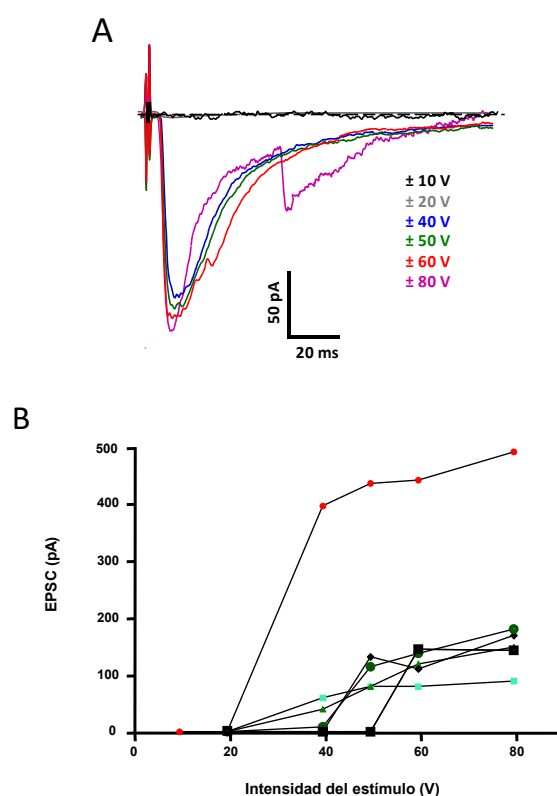 A
± 10 V
± 20 V
± 40 V
± 50 V
± 60 V
± 80 V
50 pA
20 ms
B
500
400
300
200
100
0
EPSC (pA)
0
20
40
60
80
Intensidad del estímulo (V)